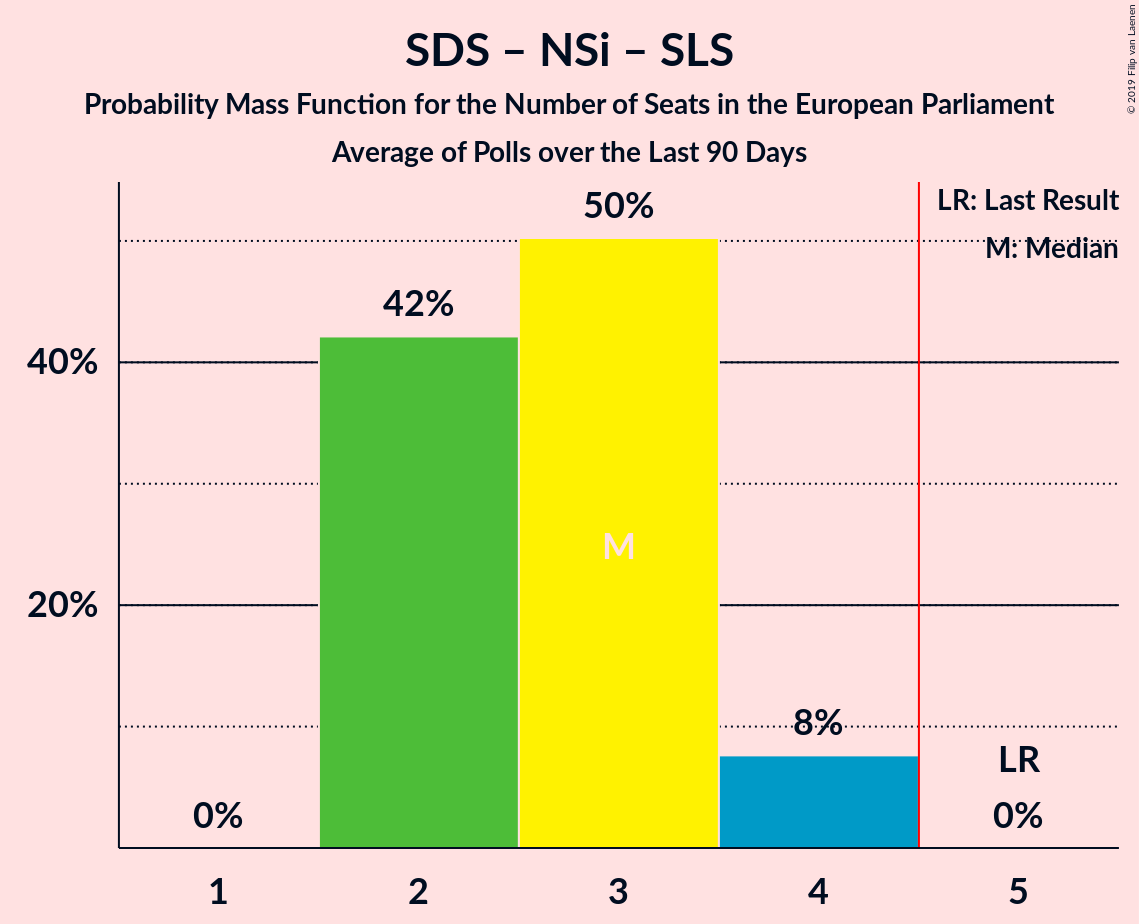 SDS – NSi – SLS
Probability Mass Function for the Number of Seats in the European Parliament
Average of Polls over the Last 90 Days
© 2019 Filip van Laenen
LR: Last Result
M: Median
50%
42%
40%
M
20%
8%
LR
0%
0%
1 2 3 4 5